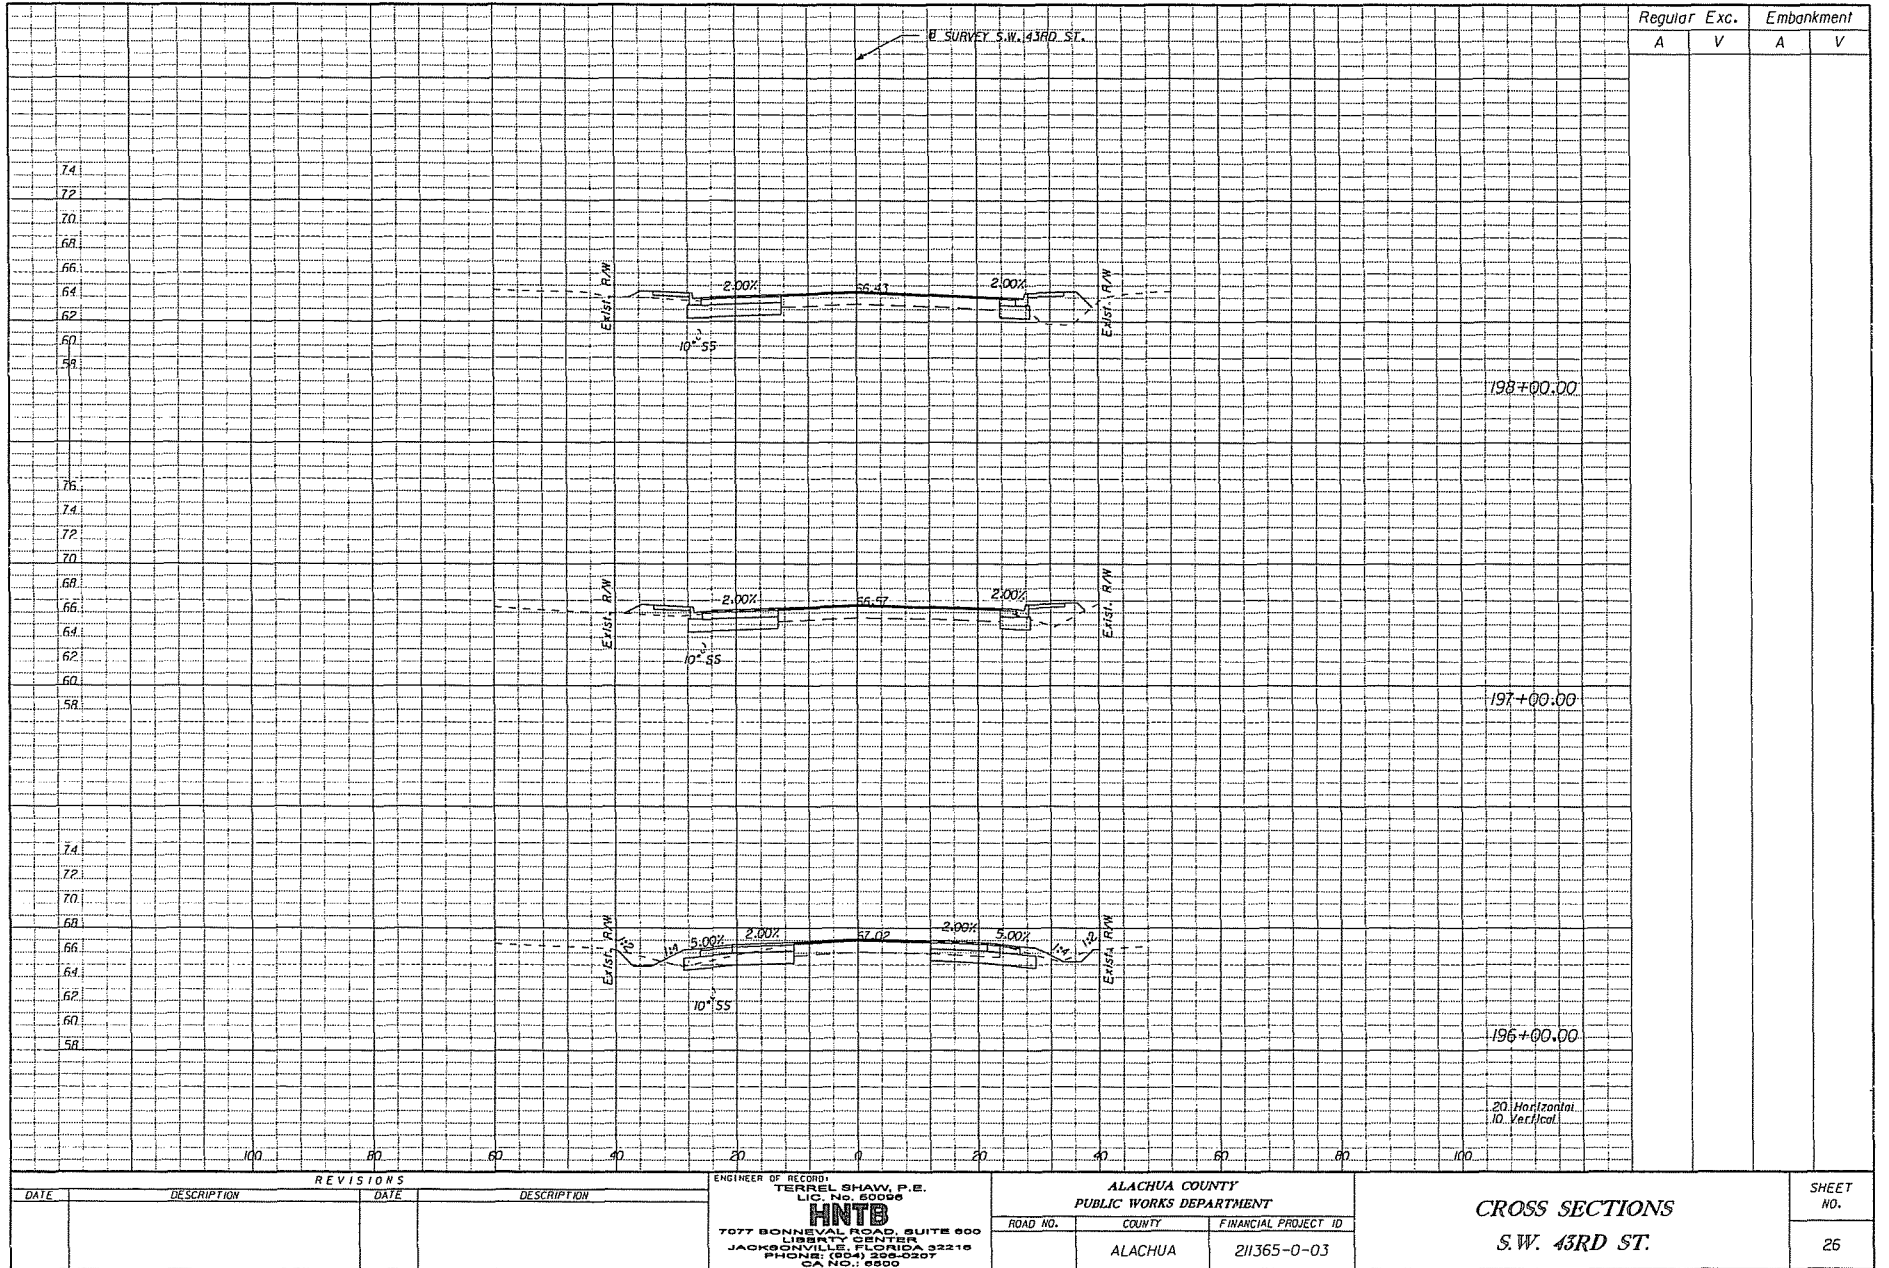 Regular Exc. Embankment
A V A V
B SURVEY S.W. 43RD ST.
74
72
70
68
66
64
62
60
58
Exist. R/W
2.00%
66.43
2.00%
Exist. R/W
10" SS
198+00.00
76
74
72
70
68
66
64
62
60
58
Exist. R/W
2.00%
66.57
2.00%
Exist. R/W
10" SS
197+00.00
74
72
70
68
66
64
62
60
58
Exist. R/W
1:2
1:4
5.00%
2.00%
67.02
2.00%
5.00%
1:4
1:2
Exist. R/W
10" SS
196+00.00
20 Horizontal
10 Vertical
100 80 60 40 20 0 20 40 60 80 100
REVISIONS
DATE DESCRIPTION DATE DESCRIPTION
ENGINEER OF RECORD:
TERREL SHAW, P.E.
LIC. No. 50096
HNTB
7077 BONNEVAL ROAD, SUITE 600
LIBERTY CENTER
JACKSONVILLE, FLORIDA 32216
PHONE: (904) 296-0207
CA NO.: 6500
ALACHUA COUNTY
PUBLIC WORKS DEPARTMENT
ROAD NO. COUNTY FINANCIAL PROJECT ID
ALACHUA 211365-0-03
CROSS SECTIONS
S.W. 43RD ST.
SHEET
NO.
26